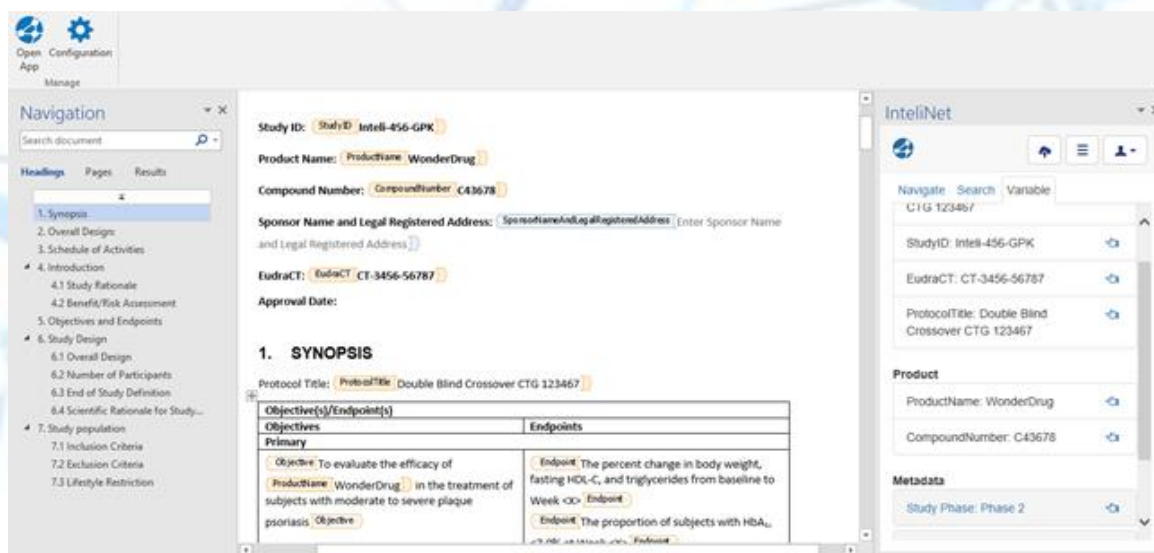 Open
App
Configuration
Manage
Navigation
Search document
Headings Pages Results
1. Synopsis
2. Overall Design
3. Schedule of Activities
4. Introduction
4.1 Study Rationale
4.2 Benefit/Risk Assessment
5. Objectives and Endpoints
6. Study Design
6.1 Overall Design
6.2 Number of Participants
6.3 End of Study Definition
6.4 Scientific Rationale for Study...
7. Study population
7.1 Inclusion Criteria
7.2 Exclusion Criteria
7.3 Lifestyle Restriction
Study ID: StudyID Inteli-456-GPK
Product Name: ProductName WonderDrug
Compound Number: CompoundNumber C43678
Sponsor Name and Legal Registered Address: SponsorNameAndLegalRegisteredAddress Enter Sponsor Name
and Legal Registered Address
EudraCT: EudraCT CT-3456-56787
Approval Date:
1. SYNOPSIS
Protocol Title: ProtocolTitle Double Blind Crossover CTG 123467
Objective(s)/Endpoint(s)
Objectives Endpoints
Primary
Objective To evaluate the efficacy of
ProductName WonderDrug in the treatment of
subjects with moderate to severe plaque
psoriasis Objective
Endpoint The percent change in body weight,
fasting HDL-C, and triglycerides from baseline to
Week <X> Endpoint
Endpoint The proportion of subjects with HbA1c
<7.0% at Week <X> Endpoint
InteliNet
Navigate Search Variable
CTG 123467
StudyID: Inteli-456-GPK
EudraCT: CT-3456-56787
ProtocolTitle: Double Blind
Crossover CTG 123467
Product
ProductName: WonderDrug
CompoundNumber: C43678
Metadata
Study Phase: Phase 2